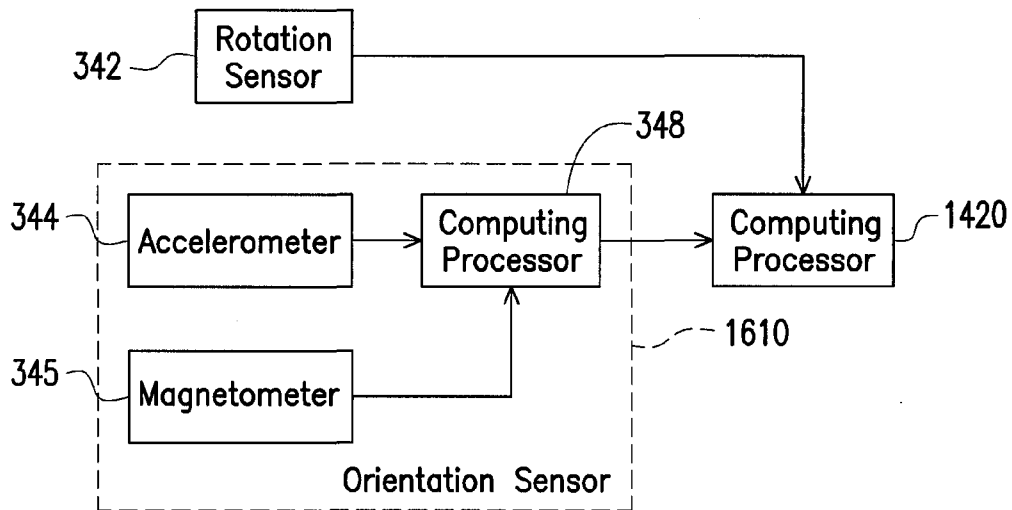 Rotation
Sensor
342
348
344
Accelerometer
Computing
Processor
Computing
Processor
1420
1610
345
Magnetometer
Orientation Sensor